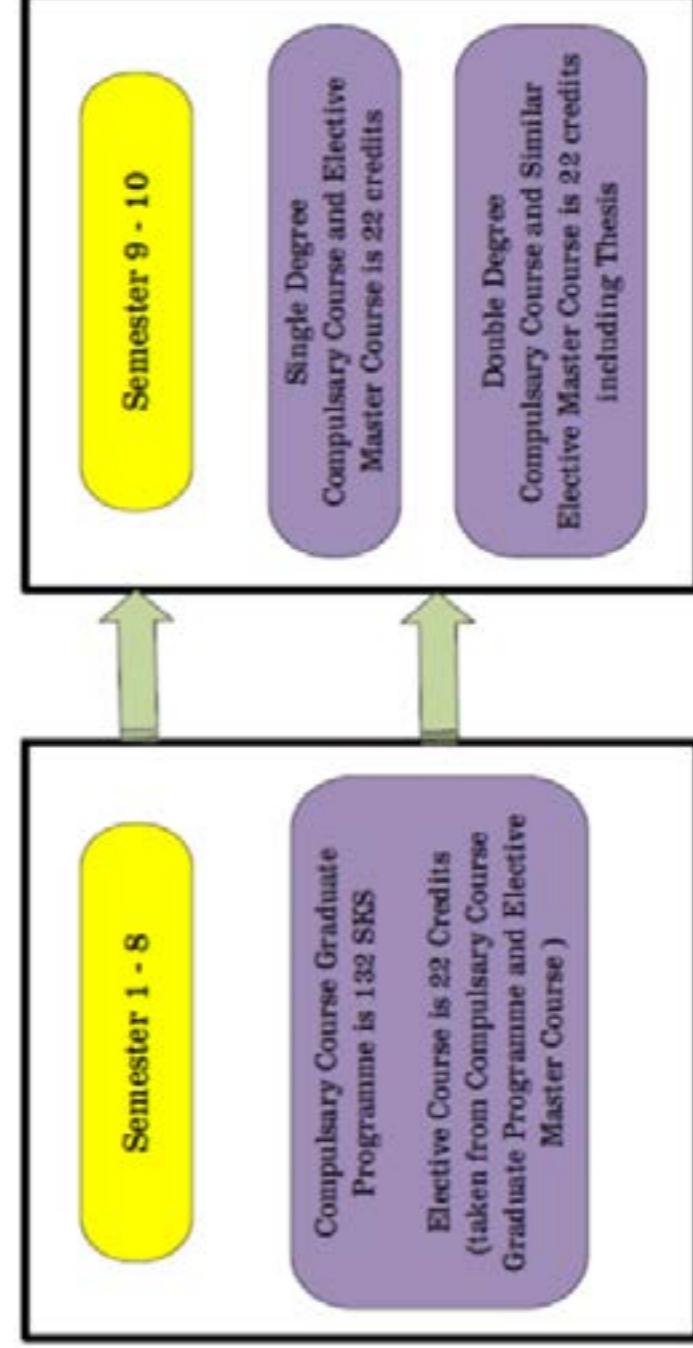 Semester 1 - 8
Compulsary Course Graduate
Programme is 132 SKS
Elective Course is 22 Credits
(taken from Compulsary Course
Graduate Programme and Elective
Master Course )
Semester 9 - 10
Single Degree
Compulsary Course and Elective
Master Course is 22 credits
Double Degree
Compulsary Course and Similar
Elective Master Course is 22 credits
including Thesis